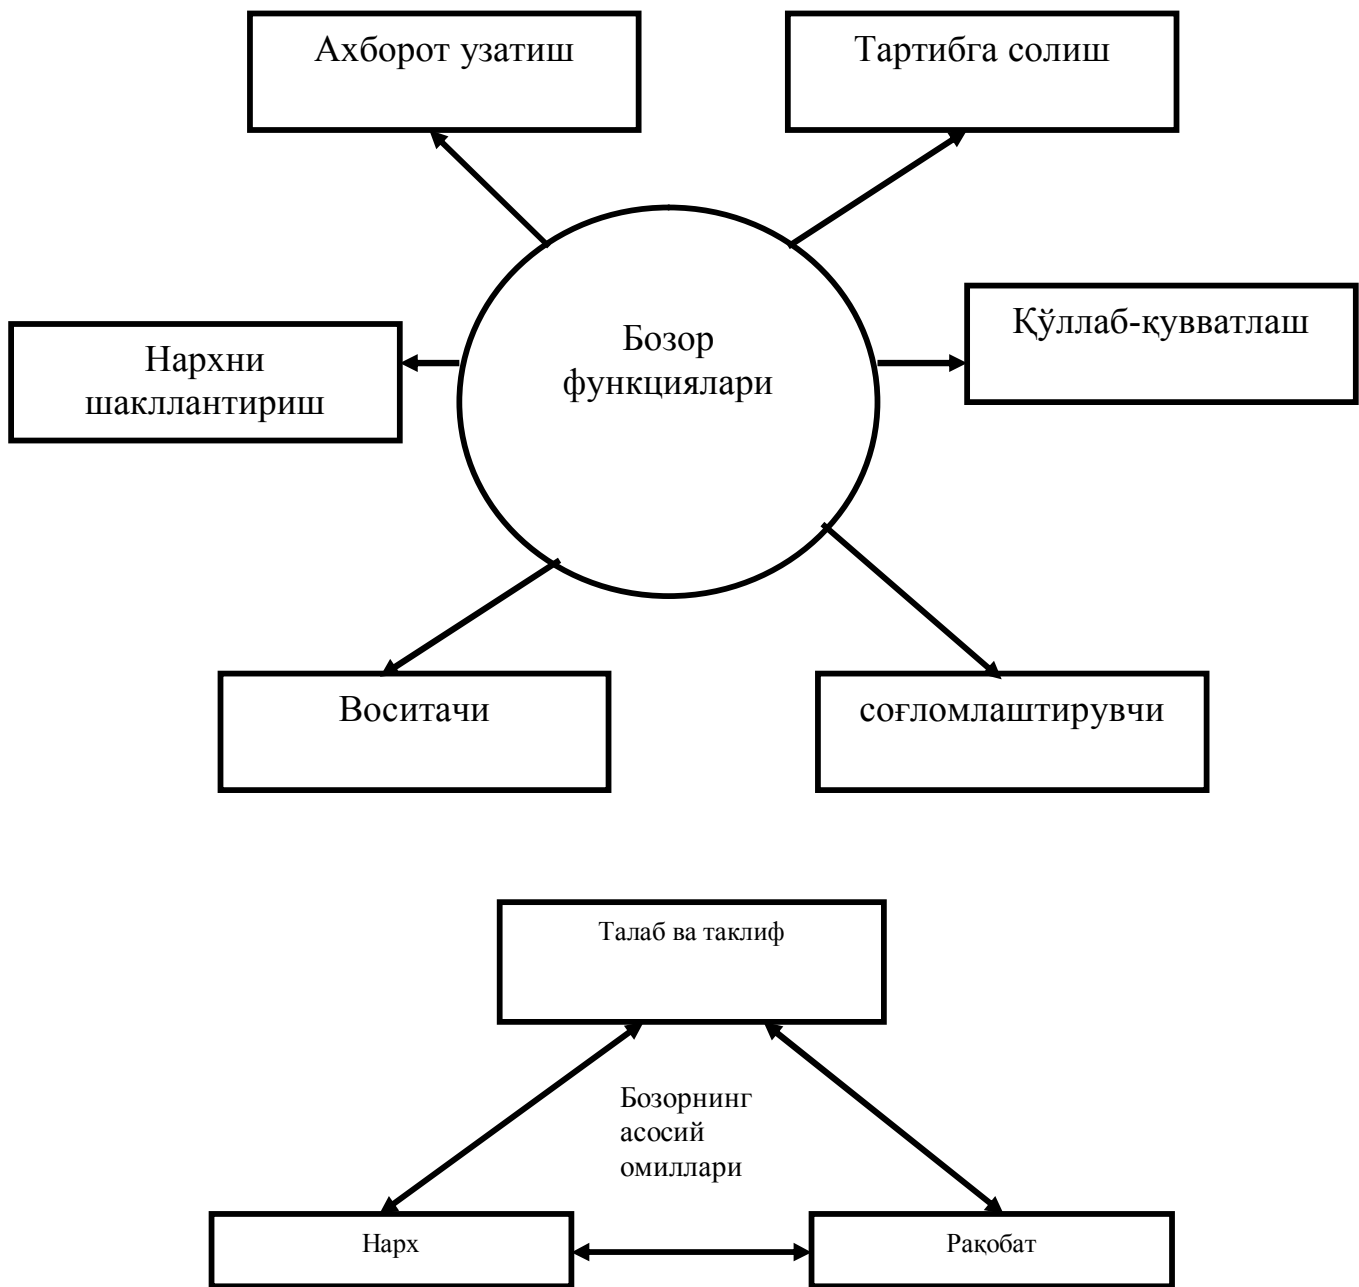 Ахборот узатиш
Тартибга солиш
Қўллаб-қувватлаш
Бозор
функциялари
Нархни
шакллантириш
Воситачи
соғломлаштирувчи
Талаб ва таклиф
Бозорнинг
асосий
омиллари
Нарх
Рақобат